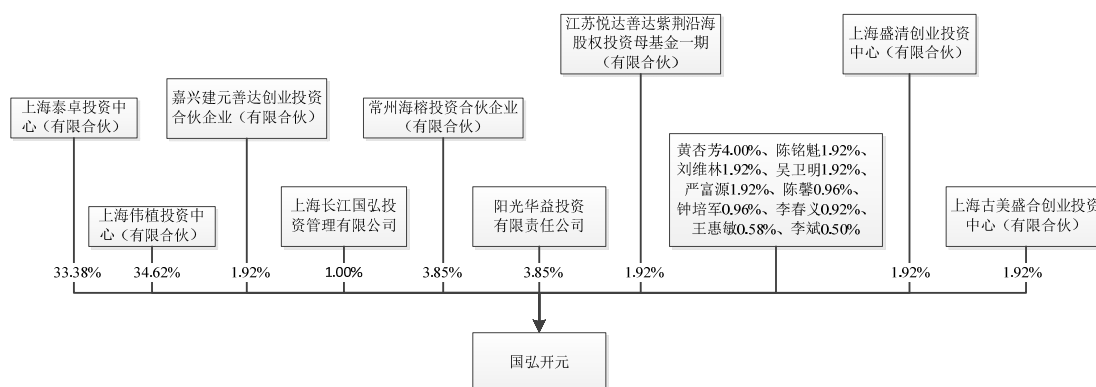 江苏悦达善达紫荆沿海
股权投资母基金一期
（有限合伙）
上海盛清创业投资
中心（有限合伙）
上海泰卓投资中
心（有限合伙）
嘉兴建元善达创业投资
合伙企业（有限合伙）
常州海榕投资合伙企业
（有限合伙）
黄杏芳4.00%、陈铭魁1.92%、
刘维林1.92%、吴卫明1.92%、
严富源1.92%、陈馨0.96%、
钟培军0.96%、李春义0.92%、
王惠敏0.58%、李斌0.50%
上海伟植投资中
心（有限合伙）
上海长江国弘投
资管理有限公司
阳光华益投资
有限责任公司
上海古美盛合创业投资
中心（有限合伙）
33.38% 34.62% 1.92% 1.00% 3.85% 3.85% 1.92% 1.92% 1.92%
国弘开元